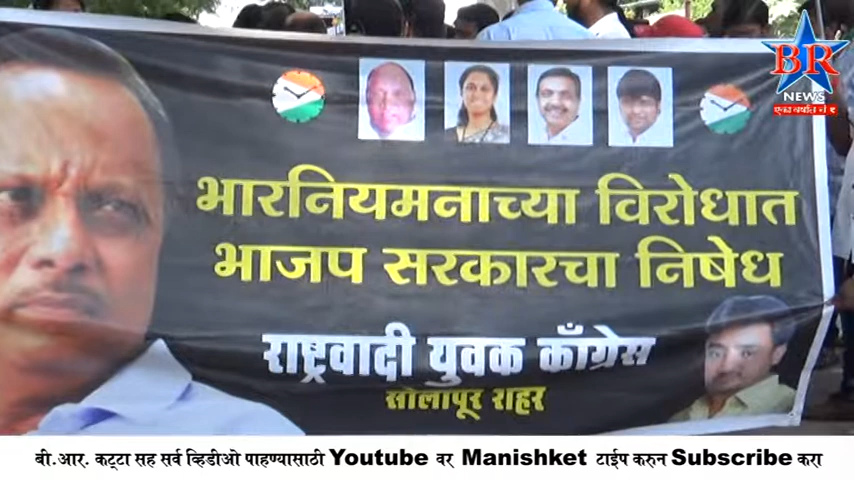 BR
NEWS
भारनियमनाच्या विरोधात
भाजप सरकारचा निषेध
राष्ट्रवादी युवक काँग्रेस
सोलापूर शहर
बी.आर. कट्टा सह सर्व व्हिडीओ पाहण्यासाठी Youtube वर Manishket टाईप करुन Subscribe करा